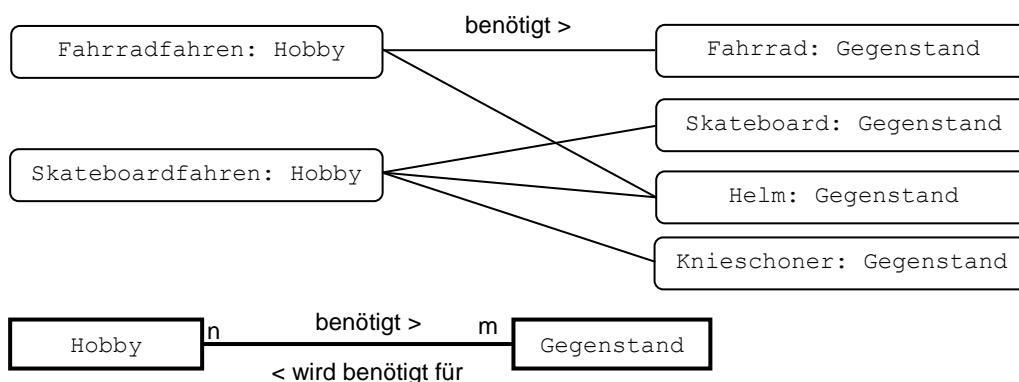 benötigt >
Fahrradfahren: Hobby
Fahrrad: Gegenstand
Skateboard: Gegenstand
Skateboardfahren: Hobby
Helm: Gegenstand
Knieschoner: Gegenstand
n
benötigt >
m
Hobby
Gegenstand
< wird benötigt für